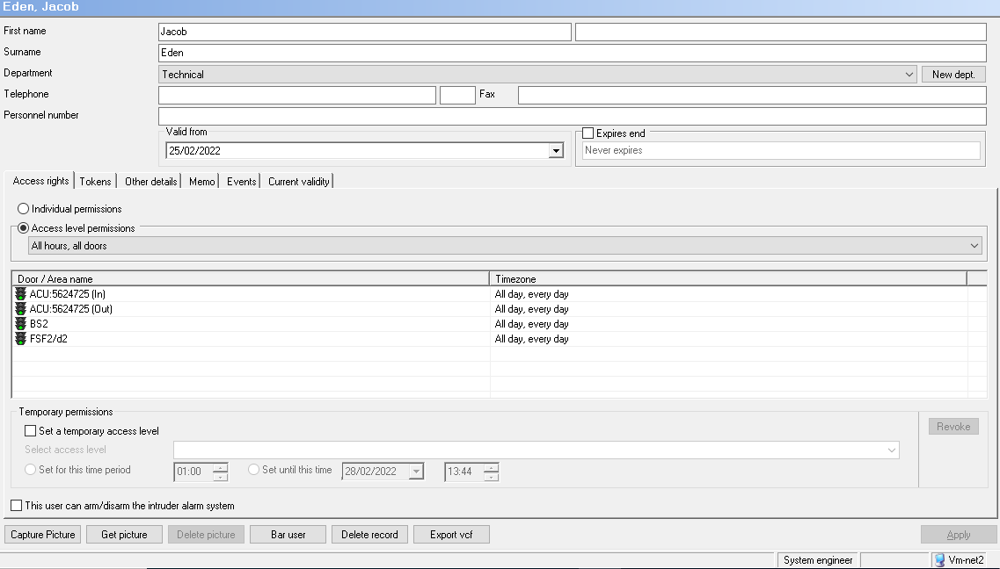 Eden, Jacob
First name Jacob
Surname Eden
Department Technical New dept.
Telephone Fax
Personnel number
Valid from Expires end
25/02/2022 Never expires
Access rights Tokens Other details Memo Events Current validity
Individual permissions
Access level permissions
All hours, all doors
Door / Area name Timezone
ACU:5624725 (In) All day, every day
ACU:5624725 (Out) All day, every day
BS2 All day, every day
FSF2/d2 All day, every day
Temporary permissions
Set a temporary access level Revoke
Select access level
Set for this time period 01:00 Set until this time 28/02/2022 13:44
This user can arm/disarm the intruder alarm system
Capture Picture Get picture Delete picture Bar user Delete record Export vcf Apply
System engineer Vm-net2